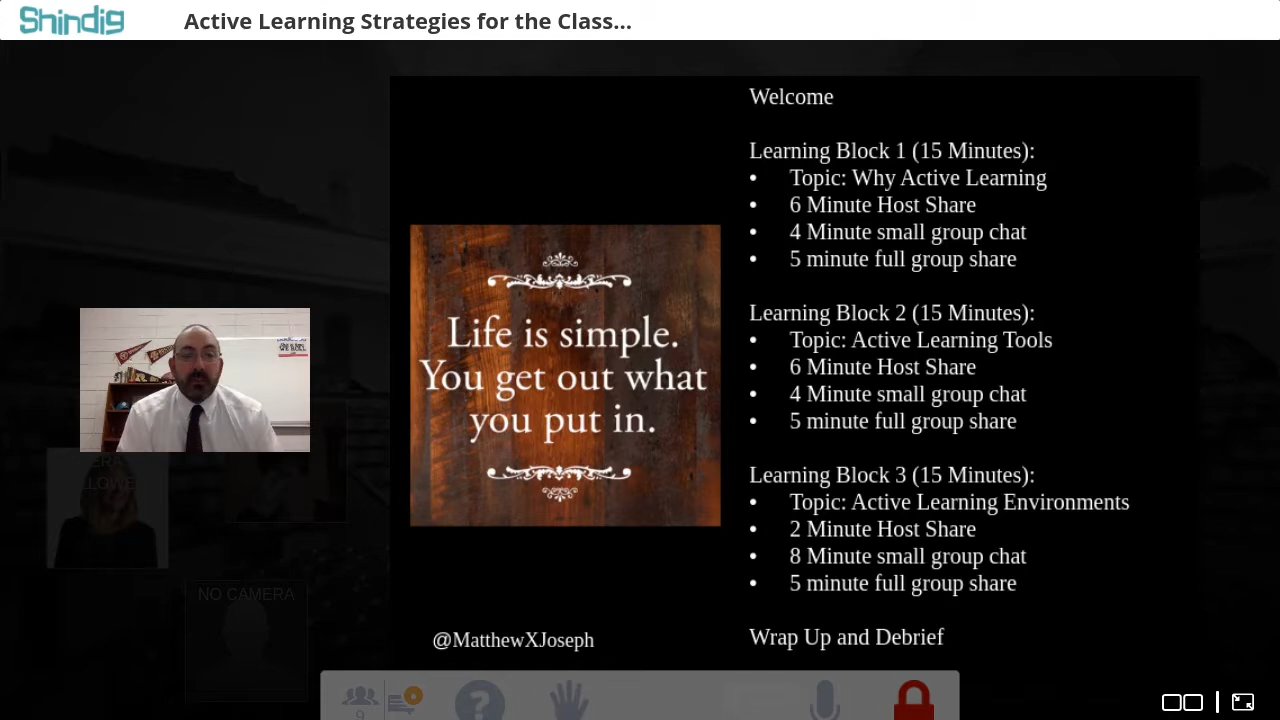 Shindig
Active Learning Strategies for the Class...
Welcome
Learning Block 1 (15 Minutes):
• Topic: Why Active Learning
• 6 Minute Host Share
• 4 Minute small group chat
• 5 minute full group share
Learning Block 2 (15 Minutes):
• Topic: Active Learning Tools
• 6 Minute Host Share
• 4 Minute small group chat
• 5 minute full group share
Learning Block 3 (15 Minutes):
• Topic: Active Learning Environments
• 2 Minute Host Share
• 8 Minute small group chat
• 5 minute full group share
Wrap Up and Debrief
Life is simple.
You get out what
you put in.
@MatthewXJoseph
NO CAMERA
9